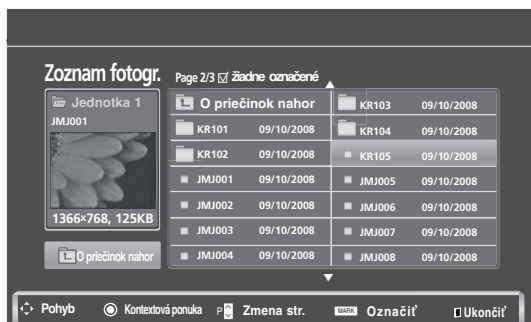 Zoznam fotogr. Page 2/3 žiadne označené
Jednotka 1
JMJ001
1366×768, 125KB
O priečinok nahor
O priečinok nahor
KR101 09/10/2008
KR102 09/10/2008
JMJ001 09/10/2008
JMJ002 09/10/2008
JMJ003 09/10/2008
JMJ004 09/10/2008
KR103 09/10/2008
KR104 09/10/2008
KR105 09/10/2008
JMJ005 09/10/2008
JMJ006 09/10/2008
JMJ007 09/10/2008
JMJ008 09/10/2008
Pohyb Kontextová ponuka P Zmena str. MARK Označiť Ukončiť